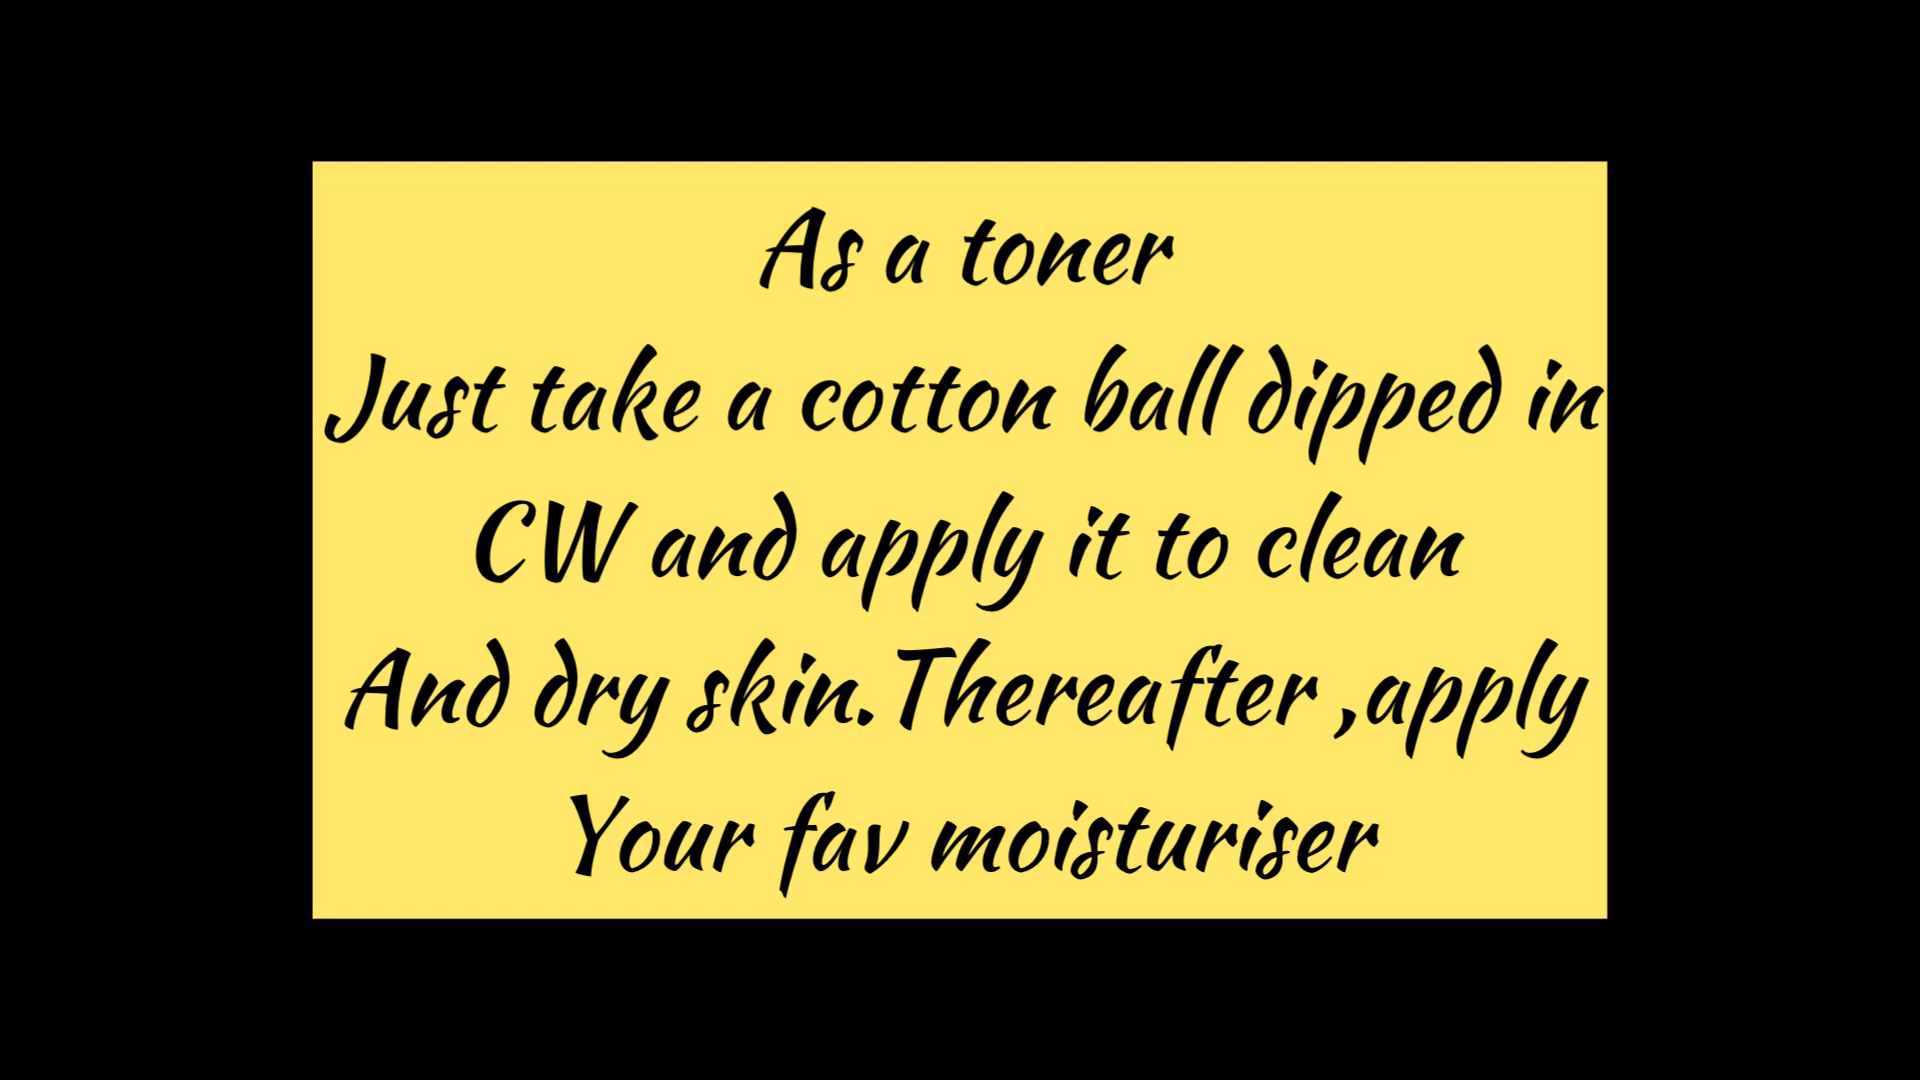 As a toner
Just take a cotton ball dipped in
CW and apply it to clean
And dry skin.Thereafter ,apply
Your fav moisturiser